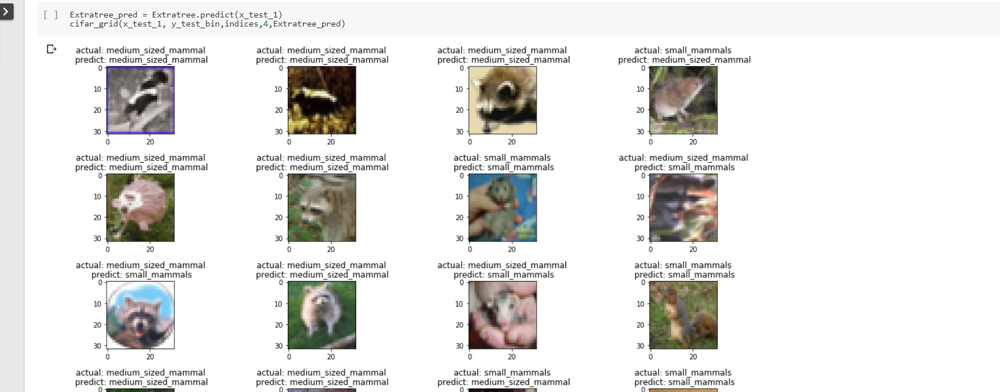 [ ] Extratree_pred = Extratree.predict(x_test_1)
cifar_grid(x_test_1, y_test_bin,indices,4,Extratree_pred)
actual: medium_sized_mammal
predict: medium_sized_mammal
0
10
20
30
0 20
actual: medium_sized_mammal
predict: medium_sized_mammal
0
10
20
30
0 20
actual: medium_sized_mammal
predict: medium_sized_mammal
0
10
20
30
0 20
actual: small_mammals
predict: medium_sized_mammal
0
10
20
30
0 20
actual: medium_sized_mammal
predict: medium_sized_mammal
0
10
20
30
0 20
actual: medium_sized_mammal
predict: medium_sized_mammal
0
10
20
30
0 20
actual: small_mammals
predict: small_mammals
0
10
20
30
0 20
actual: medium_sized_mammal
predict: small_mammals
0
10
20
30
0 20
actual: medium_sized_mammal
predict: small_mammals
0
10
20
30
0 20
actual: medium_sized_mammal
predict: medium_sized_mammal
0
10
20
30
0 20
actual: medium_sized_mammal
predict: small_mammals
0
10
20
30
0 20
actual: small_mammals
predict: small_mammals
0
10
20
30
0 20
actual: medium_sized_mammal
predict: medium_sized_mammal
0
actual: medium_sized_mammal
predict: medium_sized_mammal
0
actual: small_mammals
predict: medium_sized_mammal
0
actual: small_mammals
predict: small_mammals
0